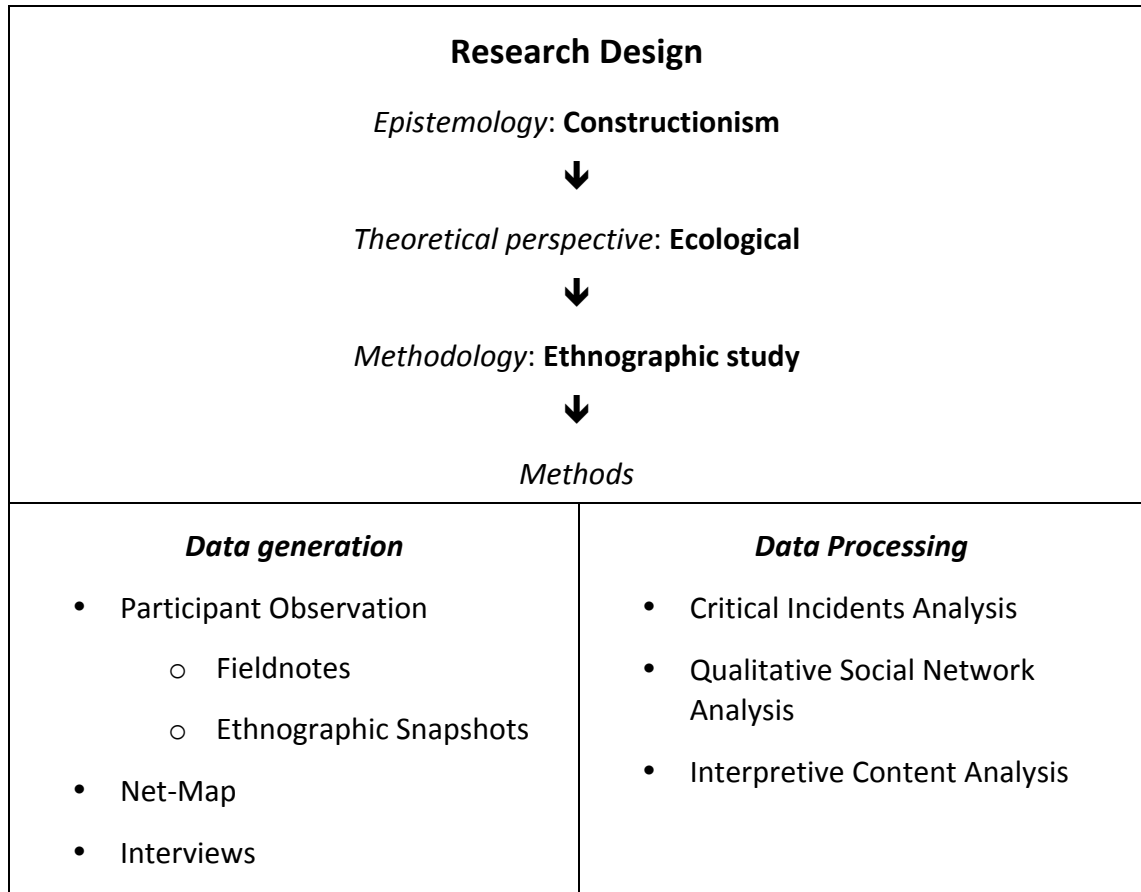 Research Design
Epistemology: Constructionism
↓
Theoretical perspective: Ecological
↓
Methodology: Ethnographic study
↓
Methods
Data generation
• Participant Observation
o Fieldnotes
o Ethnographic Snapshots
• Net-Map
• Interviews
Data Processing
• Critical Incidents Analysis
• Qualitative Social Network
Analysis
• Interpretive Content Analysis